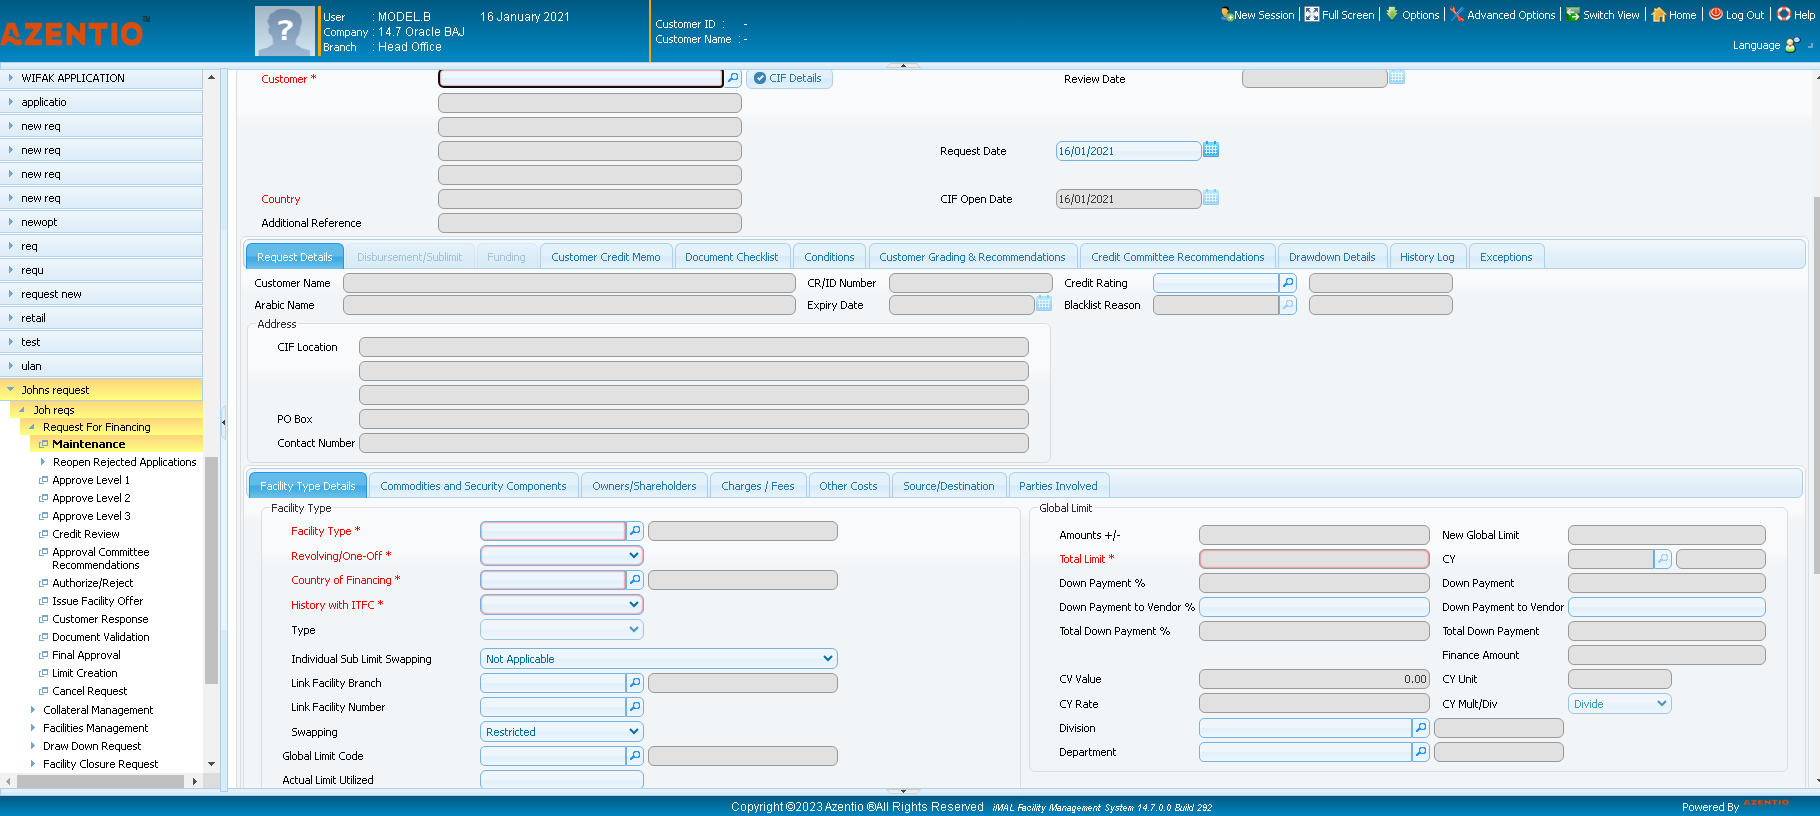 AZENTIO™
User : MODEL.B 16 January 2021
Company : 14.7 Oracle BAJ
Branch : Head Office
Customer ID : -
Customer Name : -
New Session Full Screen Options Advanced Options Switch View Home Log Out Help
Language
WIFAK APPLICATION
applicatio
new req
new req
new req
new req
newopt
req
requ
request new
retail
test
ulan
Johns request
Joh reqs
Request For Financing
Maintenance
Reopen Rejected Applications
Approve Level 1
Approve Level 2
Approve Level 3
Credit Review
Approval Committee
Recommendations
Authorize/Reject
Issue Facility Offer
Customer Response
Document Validation
Final Approval
Limit Creation
Cancel Request
Collateral Management
Facilities Management
Draw Down Request
Facility Closure Request
Customer * CIF Details Review Date
Request Date 16/01/2021
Country CIF Open Date 16/01/2021
Additional Reference
Request Details Disbursement/Sublimit Funding Customer Credit Memo Document Checklist Conditions Customer Grading & Recommendations Credit Committee Recommendations Drawdown Details History Log Exceptions
Customer Name CR/ID Number Credit Rating
Arabic Name Expiry Date Blacklist Reason
Address
CIF Location
PO Box
Contact Number
Facility Type Details Commodities and Security Components Owners/Shareholders Charges / Fees Other Costs Source/Destination Parties Involved
Facility Type
Facility Type *
Revolving/One-Off *
Country of Financing *
History with ITFC *
Type
Individual Sub Limit Swapping Not Applicable
Link Facility Branch
Link Facility Number
Swapping Restricted
Global Limit Code
Actual Limit Utilized
Global Limit
Amounts +/- New Global Limit
Total Limit * CY
Down Payment % Down Payment
Down Payment to Vendor % Down Payment to Vendor
Total Down Payment % Total Down Payment
Finance Amount
CV Value 0.00 CY Unit
CY Rate CY Mult/Div Divide
Division
Department
Copyright ©2023 Azentio ®All Rights Reserved iMAL Facility Management System 14.7.0.0 Build 292
Powered By AZENTIO